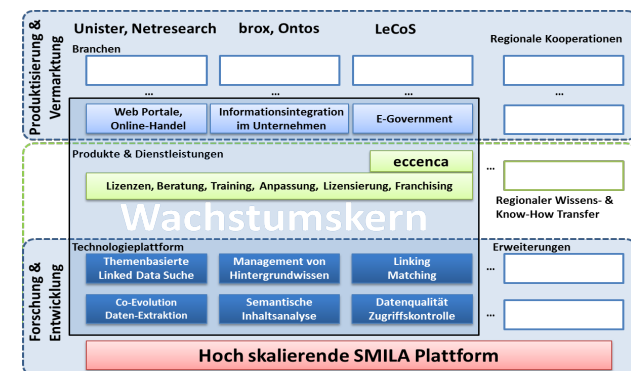 Produktisierung &
Vermarktung
Unister, Netresearch
brox, Ontos
LeCoS
Regionale Kooperationen
Branchen
...
...
...
...
Web Portale,
Online-Handel
Informationsintegration
im Unternehmen
E-Government
Produkte & Dienstleistungen
eccenca
...
Lizenzen, Beratung, Training, Anpassung, Lizensierung, Franchising
Regionaler Wissens- &
Know-How Transfer
Wachstumskern
Forschung &
Entwicklung
Technologieplattform
Erweiterungen
Themenbasierte
Linked Data Suche
Management von
Hintergrundwissen
Linking
Matching
...
Co-Evolution
Daten-Extraktion
Semantische
Inhaltsanalyse
Datenqualität
Zugriffskontrolle
...
Hoch skalierende SMILA Plattform